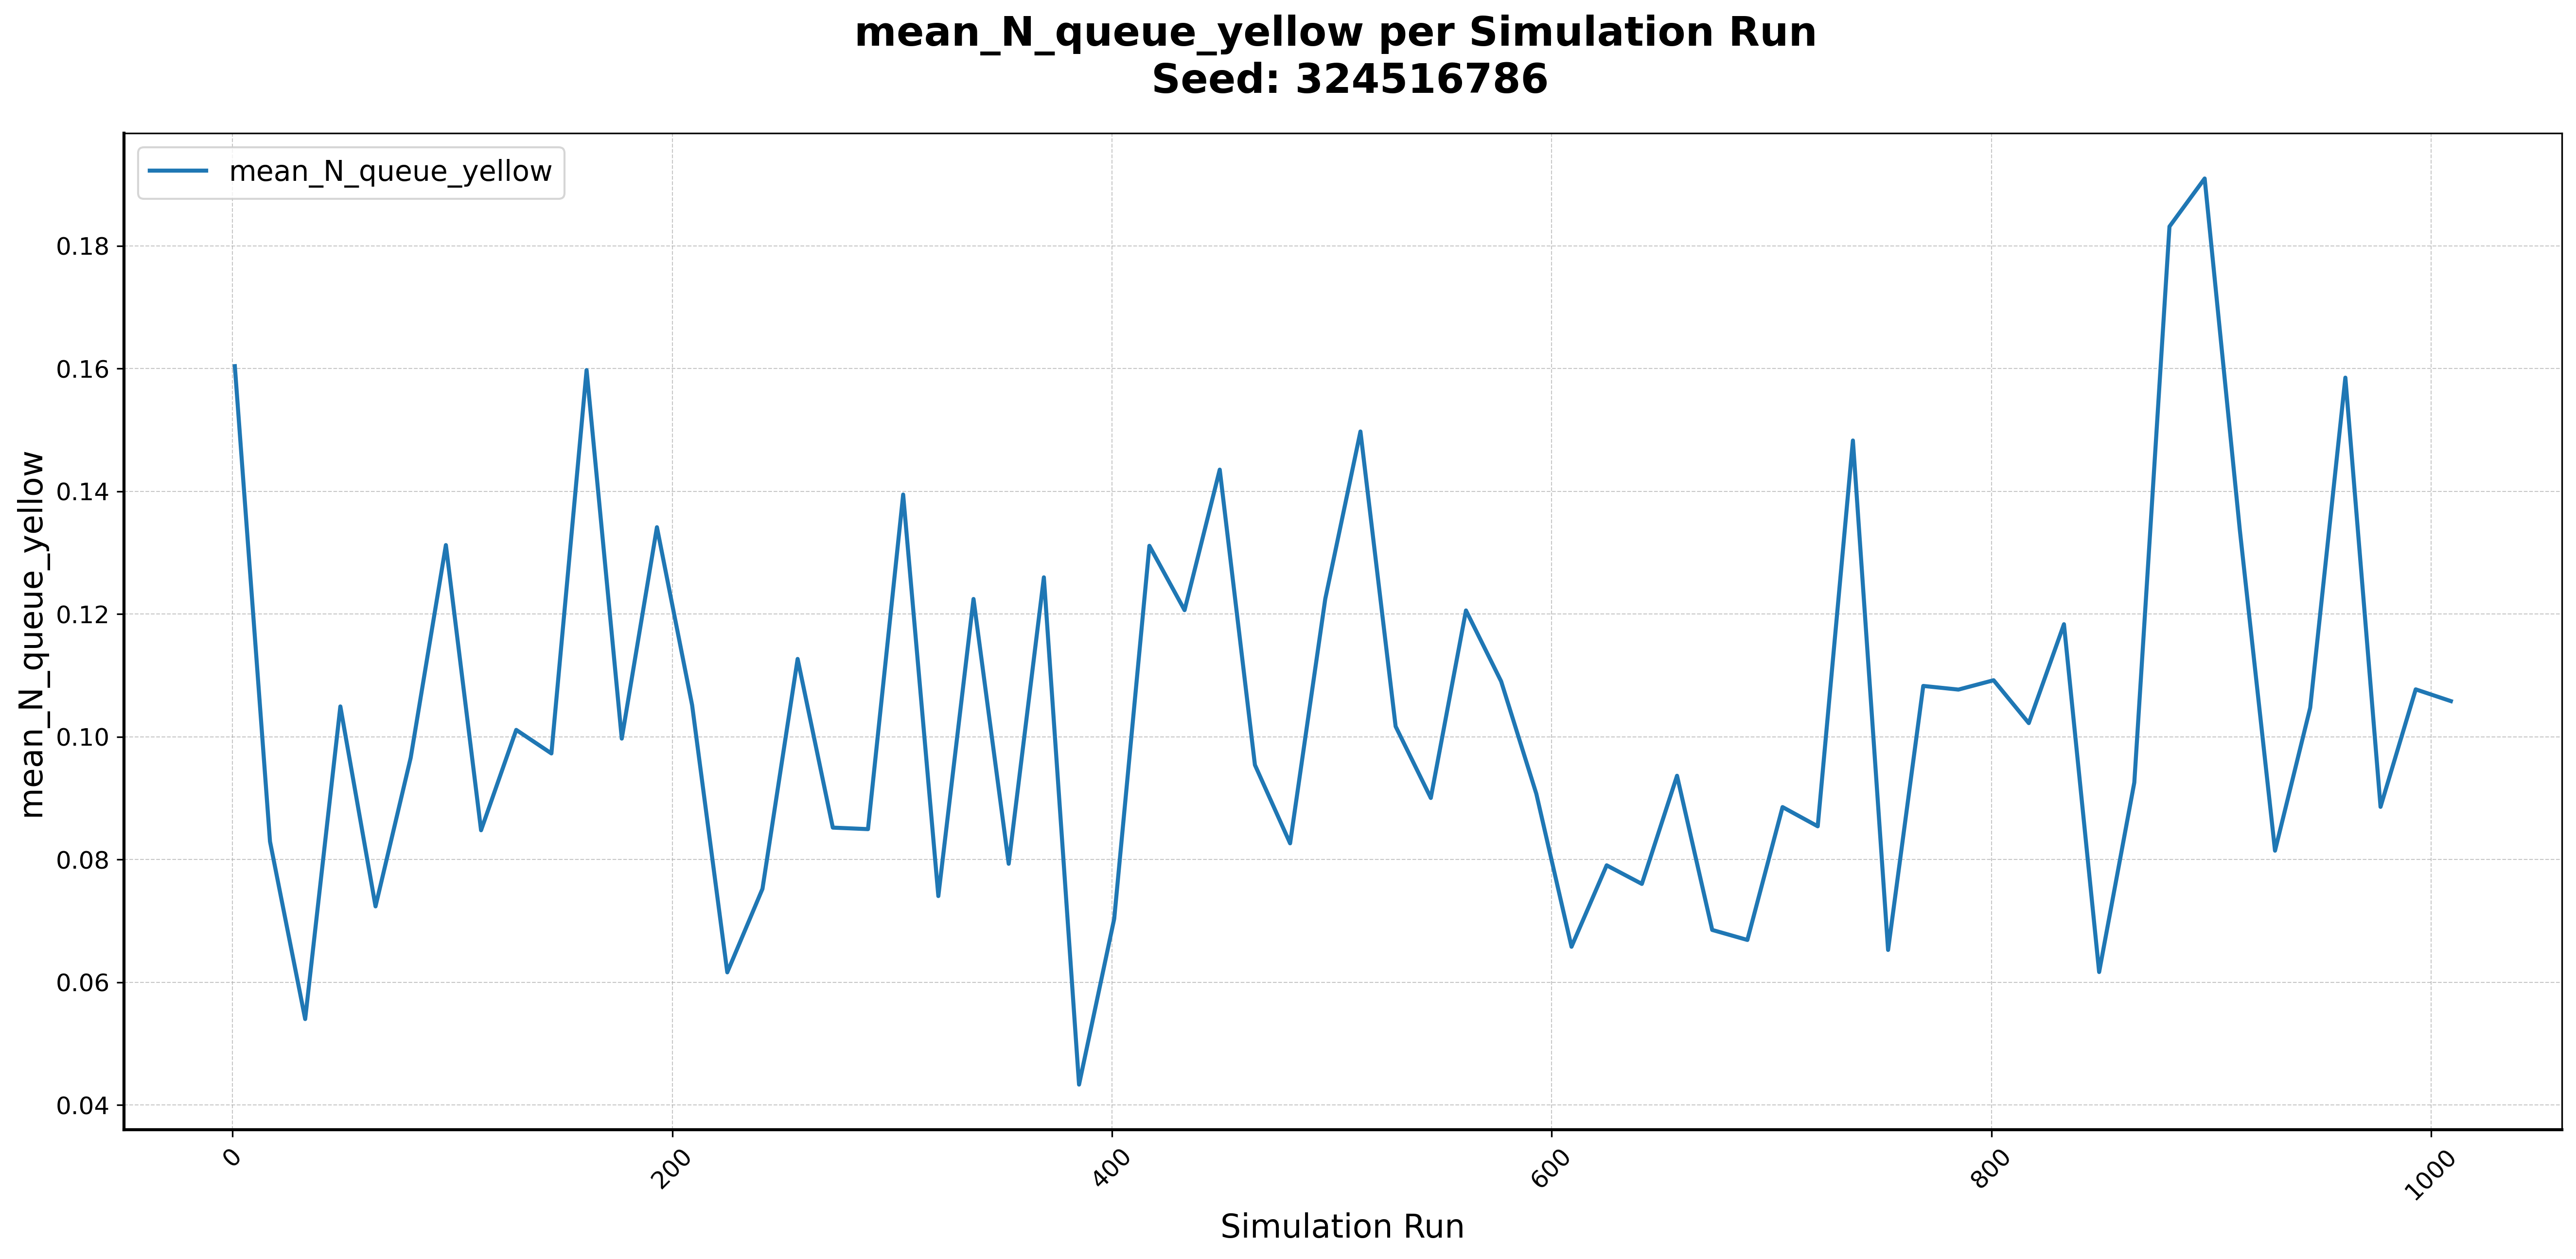 mean_N_queue_yellow per Simulation Run
Seed: 324516786
mean_N_queue_yellow
mean_N_queue_yellow
0.18
0.16
0.14
0.12
0.10
0.08
0.06
0.04
0
200
400
600
800
1000
Simulation Run